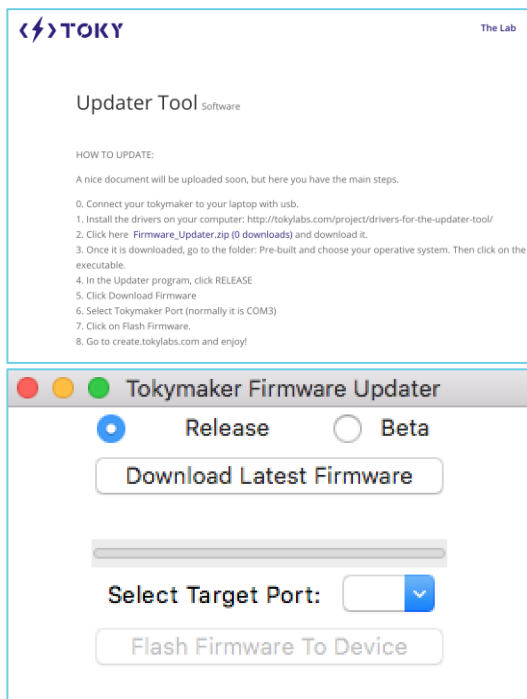 TOKY
The Lab
Updater Tool Software
HOW TO UPDATE:
A nice document will be uploaded soon, but here you have the main steps.
0. Connect your tokymaker to your laptop with usb.
1. Install the drivers on your computer: http://tokylabs.com/project/drivers-for-the-updater-tool/
2. Click here Firmware_Updater.zip (0 downloads) and download it.
3. Once it is downloaded, go to the folder: Pre-built and choose your operative system. Then click on the
executable.
4. In the Updater program, click RELEASE
5. Click Download Firmware
6. Select Tokymaker Port (normally it is COM3)
7. Click on Flash Firmware.
8. Go to create.tokylabs.com and enjoy!
Tokymaker Firmware Updater
Release Beta
Download Latest Firmware
Select Target Port:
Flash Firmware To Device